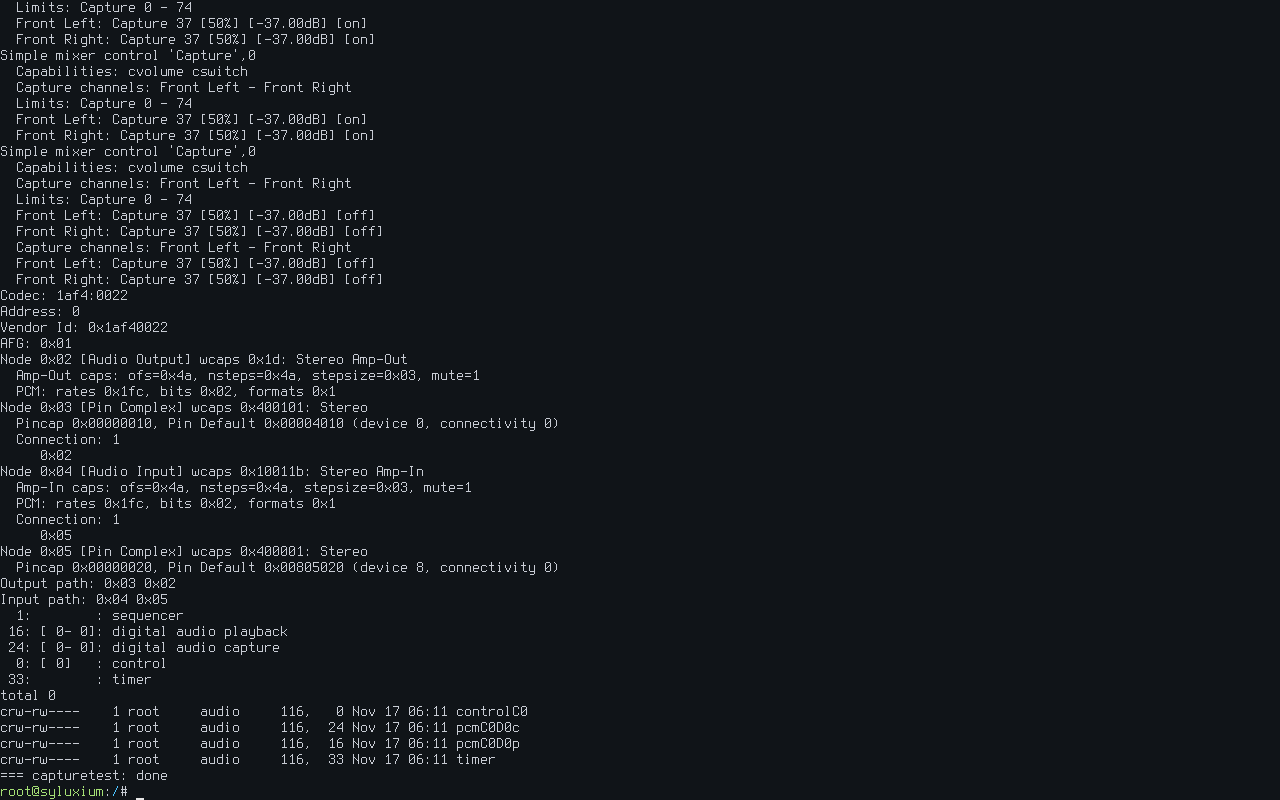 Limits: Capture 0 - 74
  Front Left: Capture 37 [50%] [-37.00dB] [on]
  Front Right: Capture 37 [50%] [-37.00dB] [on]
Simple mixer control 'Capture',0
  Capabilities: cvolume cswitch
  Capture channels: Front Left - Front Right
  Limits: Capture 0 - 74
  Front Left: Capture 37 [50%] [-37.00dB] [on]
  Front Right: Capture 37 [50%] [-37.00dB] [on]
Simple mixer control 'Capture',0
  Capabilities: cvolume cswitch
  Capture channels: Front Left - Front Right
  Limits: Capture 0 - 74
  Front Left: Capture 37 [50%] [-37.00dB] [off]
  Front Right: Capture 37 [50%] [-37.00dB] [off]
  Capture channels: Front Left - Front Right
  Front Left: Capture 37 [50%] [-37.00dB] [off]
  Front Right: Capture 37 [50%] [-37.00dB] [off]
Codec: 1af4:0022
Address: 0
Vendor Id: 0x1af40022
AFG: 0x01
Node 0x02 [Audio Output] wcaps 0x1d: Stereo Amp-Out
  Amp-Out caps: ofs=0x4a, nsteps=0x4a, stepsize=0x03, mute=1
  PCM: rates 0x1fc, bits 0x02, formats 0x1
Node 0x03 [Pin Complex] wcaps 0x400101: Stereo
  Pincap 0x00000010, Pin Default 0x00004010 (device 0, connectivity 0)
  Connection: 1
     0x02
Node 0x04 [Audio Input] wcaps 0x10011b: Stereo Amp-In
  Amp-In caps: ofs=0x4a, nsteps=0x4a, stepsize=0x03, mute=1
  PCM: rates 0x1fc, bits 0x02, formats 0x1
  Connection: 1
     0x05
Node 0x05 [Pin Complex] wcaps 0x400001: Stereo
  Pincap 0x00000020, Pin Default 0x00805020 (device 8, connectivity 0)
Output path: 0x03 0x02
Input path: 0x04 0x05
  1:        : sequencer
 16: [ 0- 0]: digital audio playback
 24: [ 0- 0]: digital audio capture
  0: [ 0]   : control
 33:        : timer
total 0
crw-rw----    1 root     audio     116,   0 Nov 17 06:11 controlC0
crw-rw----    1 root     audio     116,  24 Nov 17 06:11 pcmC0D0c
crw-rw----    1 root     audio     116,  16 Nov 17 06:11 pcmC0D0p
crw-rw----    1 root     audio     116,  33 Nov 17 06:11 timer
=== capturetest: done
root@syluxium:/#